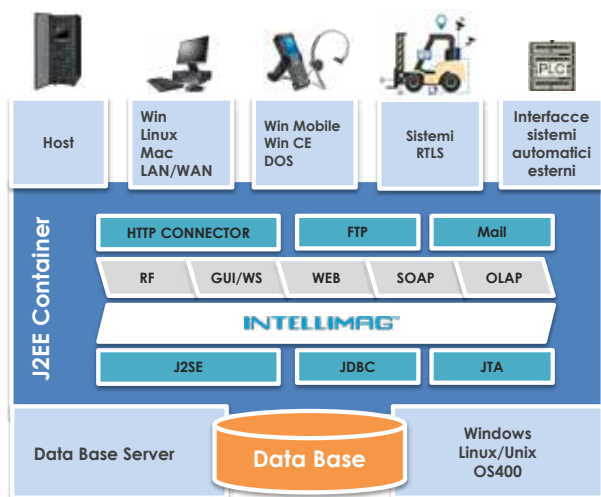 PLC
Host
Win
Linux
Mac
LAN/WAN
Win Mobile
Win CE
DOS
Sistemi
RTLS
Interfacce
sistemi
automatici
esterni
J2EE Container
HTTP CONNECTOR
FTP
Mail
RF
GUI/WS
WEB
SOAP
OLAP
INTELLIMAG™
J2SE
JDBC
JTA
Data Base Server
Data Base
Windows
Linux/Unix
OS400